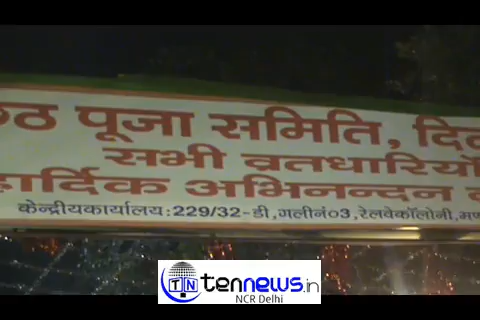 पूजा समिति,
सभी व्रतधारियों
हार्दिक अभिनन्दन
केन्द्रीयकार्यालय:229/32-डी,गलीनं03,रेलवेकॉलोनी,
TN tennews.in
NCR Delhi